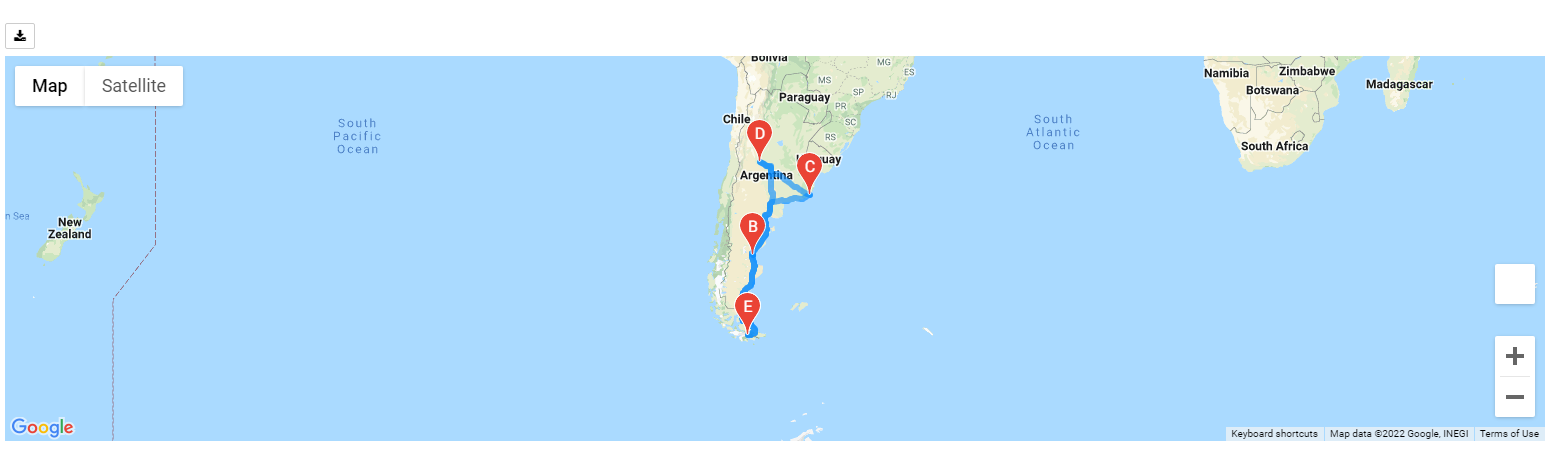 Map
Satellite
Bolivia
MG
MS
ES
Paraguay
SP
PR
RJ
Chile
SC
RS
D
C
Argentina
B
E
South
Pacific
Ocean
South
Atlantic
Ocean
Namibia
Zimbabwe
Botswana
Madagascar
South Africa
n Sea
New
Zealand
Google
Keyboard shortcuts
Map data ©2022 Google, INEGI
Terms of Use